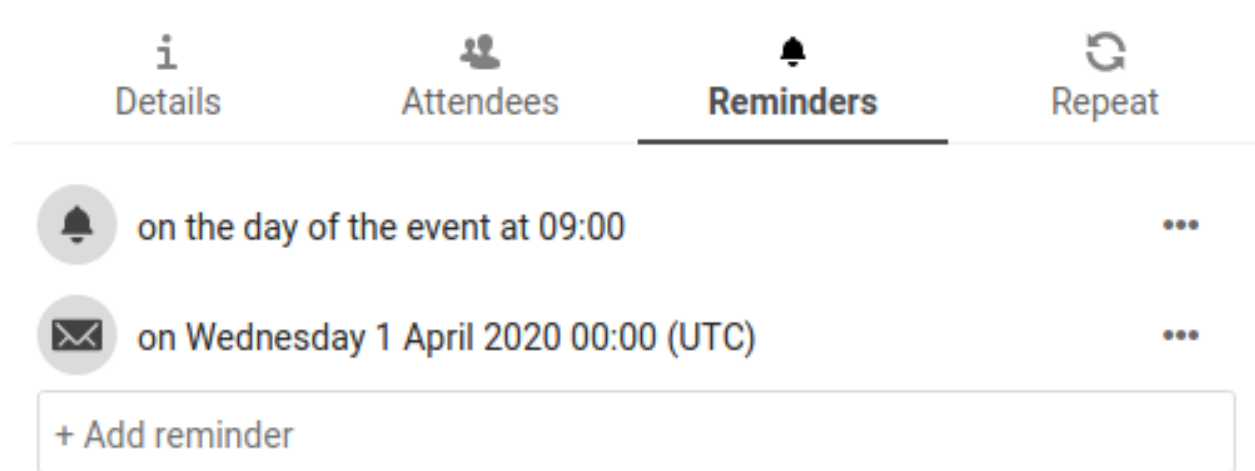 Details
Attendees
Reminders
Repeat
on the day of the event at 09:00
on Wednesday 1 April 2020 00:00 (UTC)
+ Add reminder